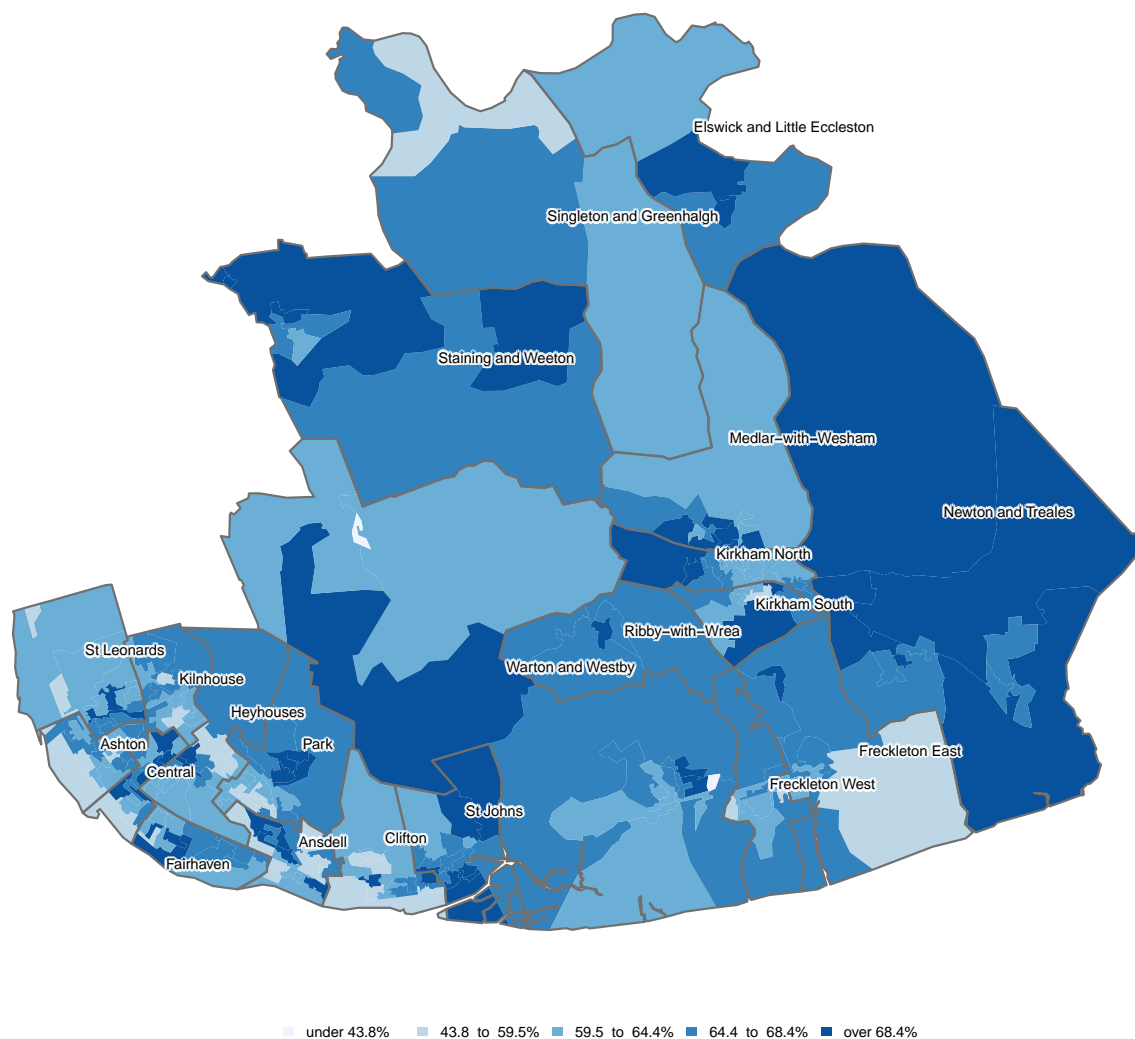 Elswick and Little Eccleston
Singleton and Greenhalgh
Staining and Weeton
Medlar−with−Wesham
Newton and Treales
Kirkham North
Kirkham South
Ribby−with−Wrea
St Leonards
Warton and Westby
Kilnhouse
Heyhouses
Ashton
Park
Freckleton East
Central
Freckleton West
St Johns
Clifton
Ansdell
Fairhaven
under 43.8% 43.8 to 59.5% 59.5 to 64.4% 64.4 to 68.4% over 68.4%